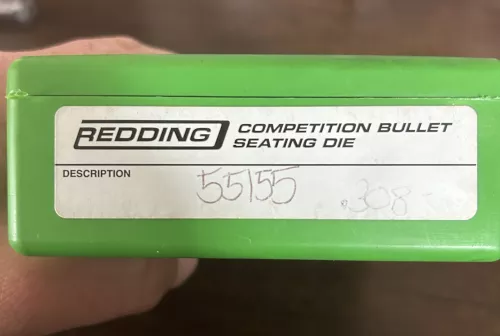 REDDING COMPETITION BULLET
SEATING DIE
DESCRIPTION 55155 .308